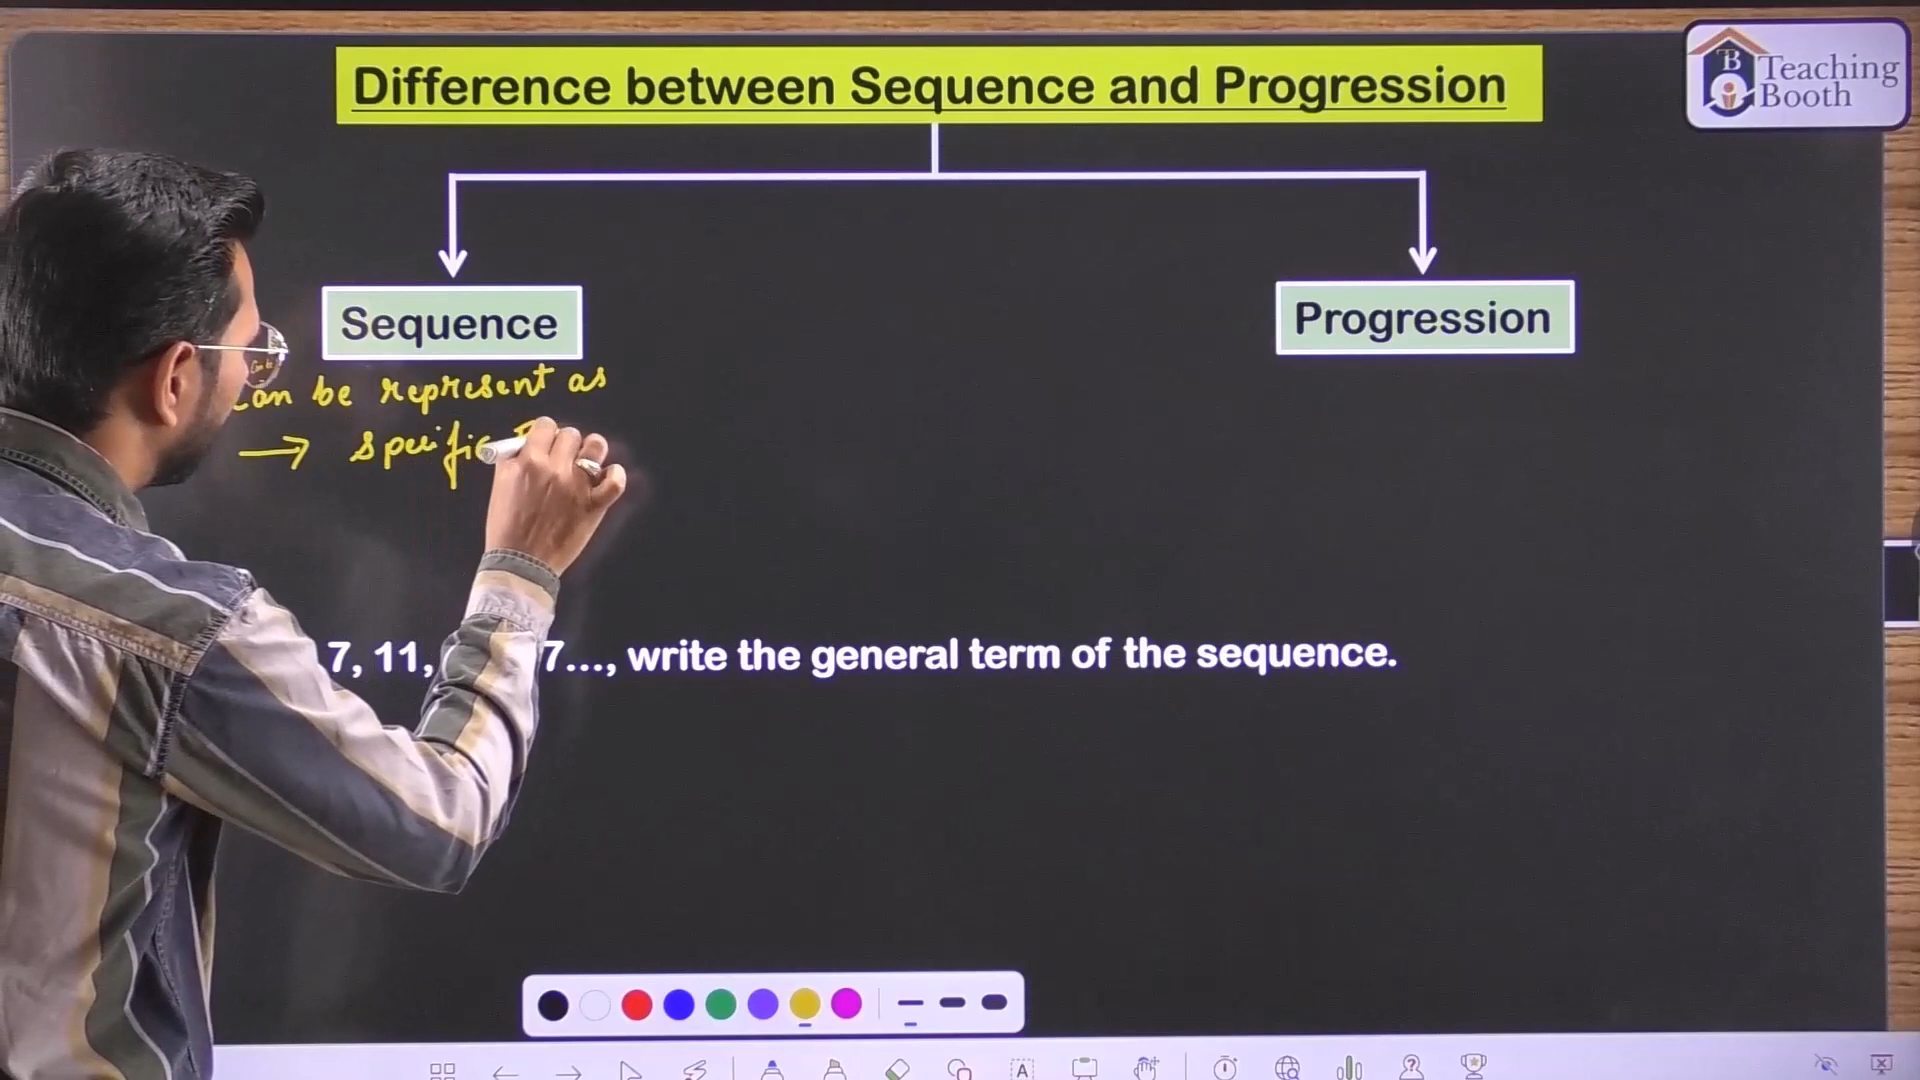 Difference between Sequence and Progression
Teaching
Booth
Sequence
Progression
Can be represent as
→ specific
7, 11, 7..., write the general term of the sequence.